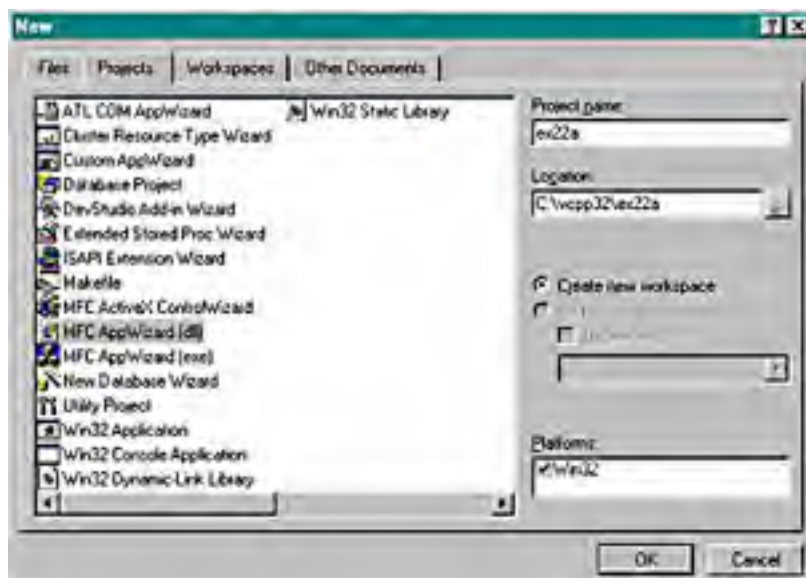 New
Files
Projects
Workspaces
Other Documents
ATL COM AppWizard
Cluster Resource Type Wizard
Custom AppWizard
Database Project
DevStudio Add-in Wizard
Extended Stored Proc Wizard
ISAPI Extension Wizard
Makefile
MFC ActiveX ControlWizard
MFC AppWizard (dll)
MFC AppWizard (exe)
New Database Wizard
Utility Project
Win32 Application
Win32 Console Application
Win32 Dynamic-Link Library
Win32 Static Library
Project name:
ex22a
Location:
C:\vcpp32\ex22a
Create new workspace
Platforms:
Win32
OK
Cancel